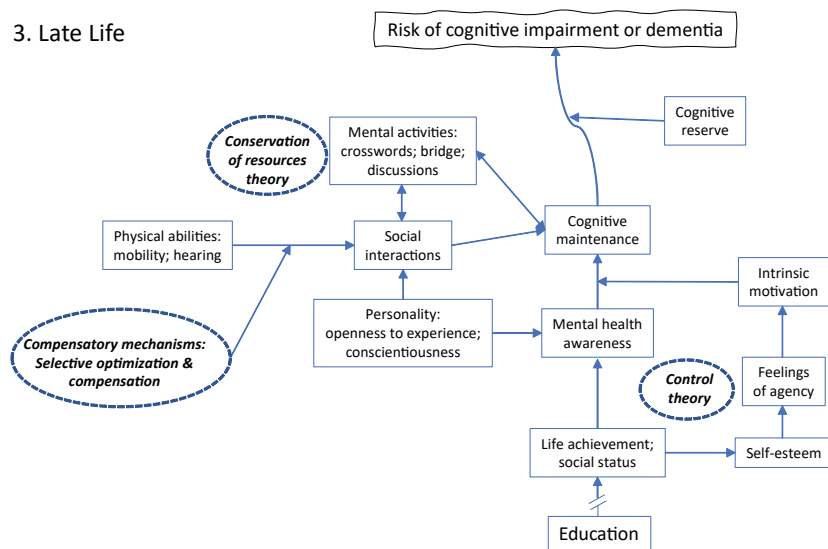 3. Late Life
Risk of cognitive impairment or dementia
Cognitive
reserve
Conservation
of resources
theory
Mental activities:
crosswords; bridge;
discussions
Physical abilities:
mobility; hearing
Social
interactions
Cognitive
maintenance
Intrinsic
motivation
Compensatory mechanisms:
Selective optimization &
compensation
Personality:
openness to experience;
conscientiousness
Mental health
awareness
Control
theory
Feelings
of agency
Life achievement;
social status
Self-esteem
Education